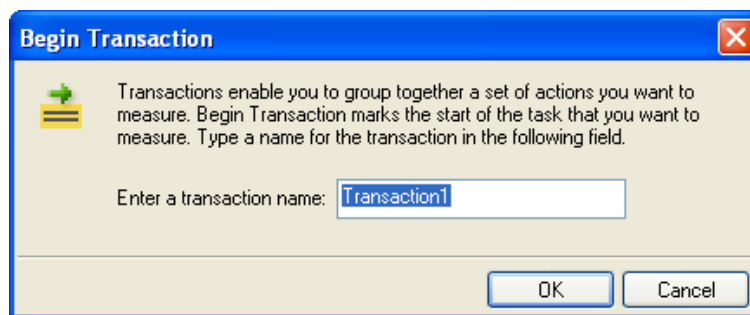 Begin Transaction
Transactions enable you to group together a set of actions you want to
measure. Begin Transaction marks the start of the task that you want to
measure. Type a name for the transaction in the following field.
Enter a transaction name: Transaction1
OK Cancel